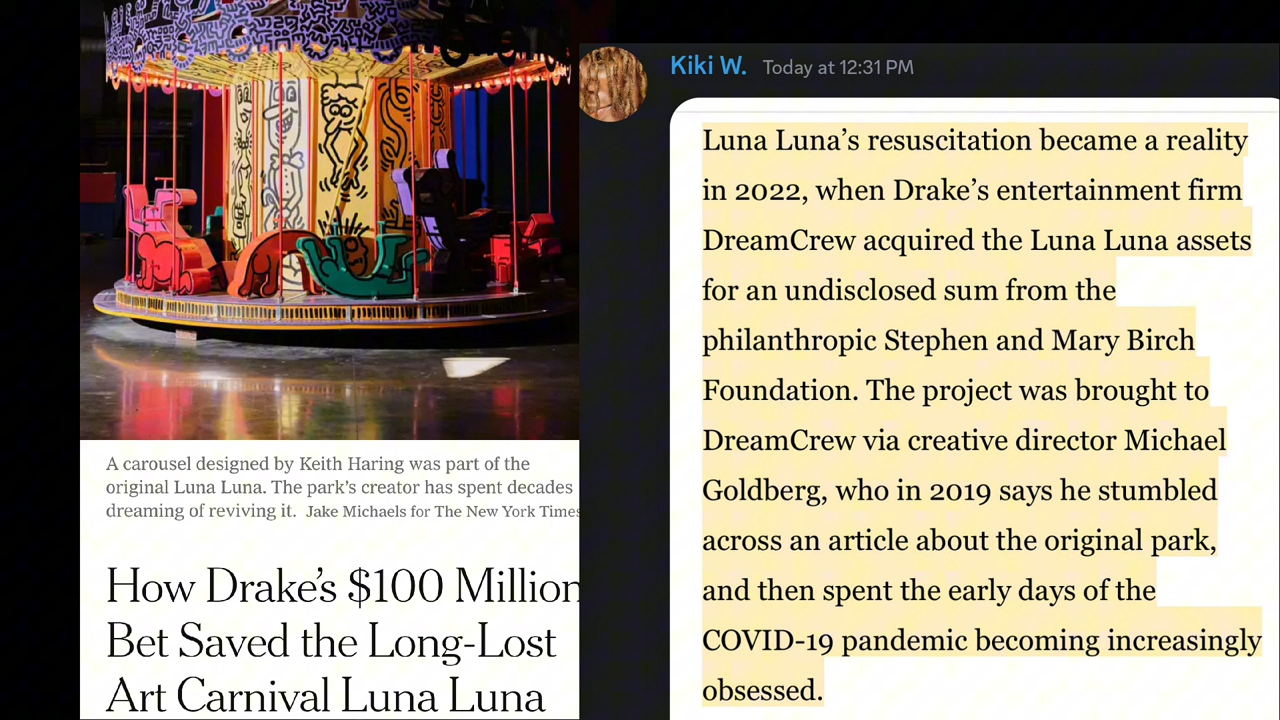 A carousel designed by Keith Haring was part of the
original Luna Luna. The park’s creator has spent decades
dreaming of reviving it. Jake Michaels for The New York Times
How Drake’s $100 Million
Bet Saved the Long-Lost
Art Carnival Luna Luna
Kiki W. Today at 12:31 PM
Luna Luna’s resuscitation became a reality
in 2022, when Drake’s entertainment firm
DreamCrew acquired the Luna Luna assets
for an undisclosed sum from the
philanthropic Stephen and Mary Birch
Foundation. The project was brought to
DreamCrew via creative director Michael
Goldberg, who in 2019 says he stumbled
across an article about the original park,
and then spent the early days of the
COVID-19 pandemic becoming increasingly
obsessed.